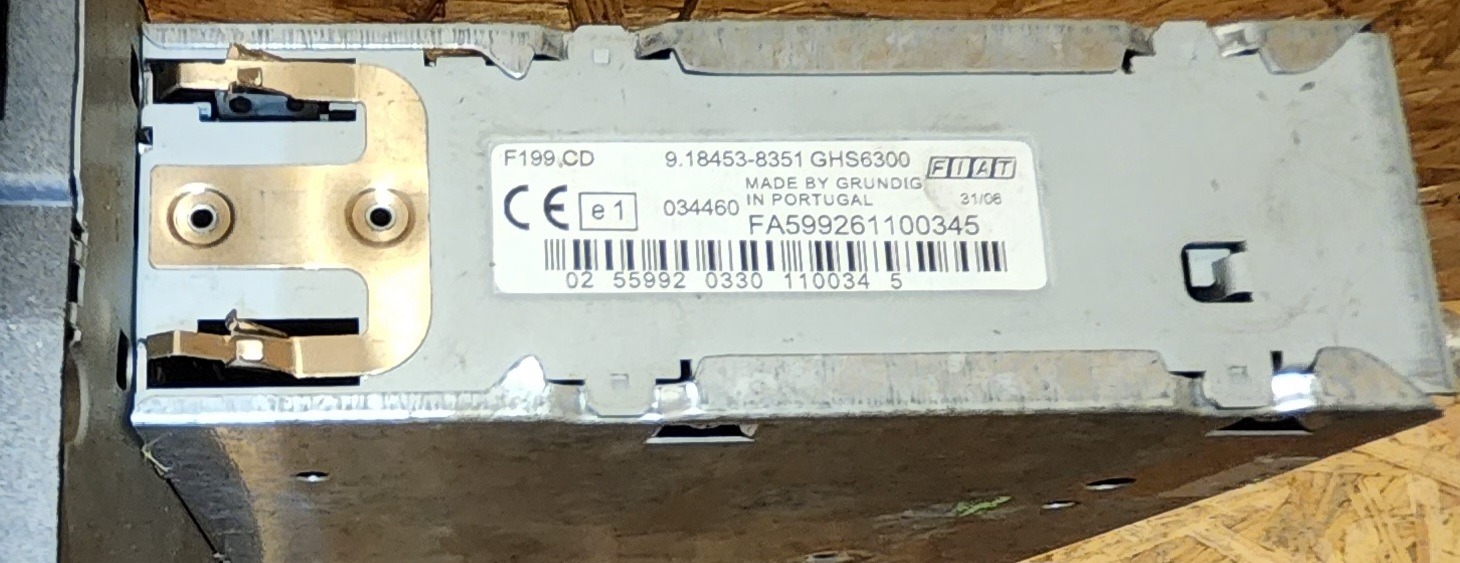 F199 CD 9.18453-8351 GHS6300 FIAT
MADE BY GRUNDIG
IN PORTUGAL 31/06
CE e1 034460
FA599261100345
02 55992 0330 110034 5